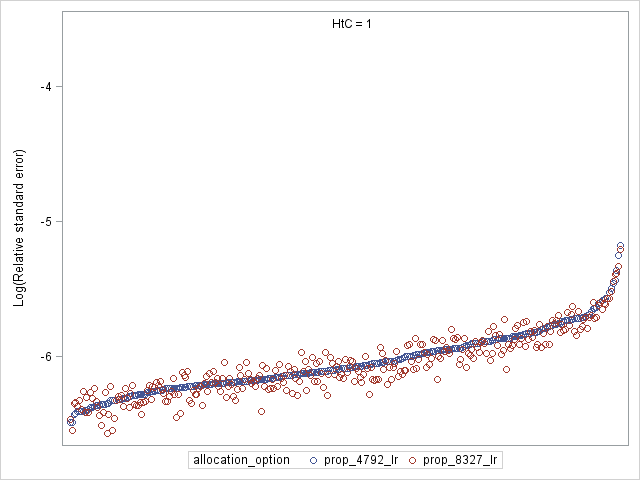 HtC = 1
-4
-5
-6
Log(Relative standard error)
allocation_option prop_4792_lr prop_8327_lr